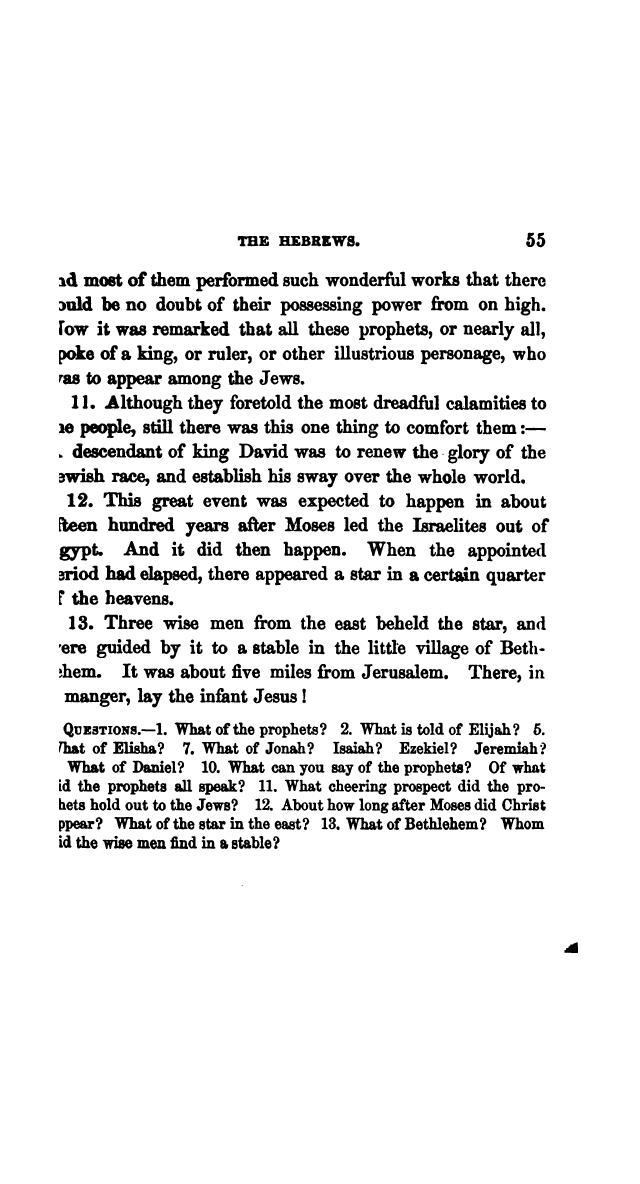 THE HEBREWS. 55
d most of them performed such wonderful works that there
ould be no doubt of their possessing power from on high.
ow it was remarked that all these prophets, or nearly all,
poke of a king, or ruler, or other illustrious personage, who
as to appear among the Jews.
11. Although they foretold the most dreadful calamities to
e people, still there was this one thing to comfort them:—
descendant of king David was to renew the glory of the
ewish race, and establish his sway over the whole world.
12. This great event was expected to happen in about
fteen hundred years after Moses led the Israelites out of
gypt. And it did then happen. When the appointed
eriod had elapsed, there appeared a star in a certain quarter
f the heavens.
13. Three wise men from the east beheld the star, and
ere guided by it to a stable in the little village of Beth-
hem. It was about five miles from Jerusalem. There, in
manger, lay the infant Jesus!
QUESTIONS.—1. What of the prophets? 2. What is told of Elijah? 5.
hat of Elisha? 7. What of Jonah? Isaiah? Ezekiel? Jeremiah?
What of Daniel? 10. What can you say of the prophets? Of what
id the prophets all speak? 11. What cheering prospect did the pro-
hets hold out to the Jews? 12. About how long after Moses did Christ
ppear? What of the star in the east? 13. What of Bethlehem? Whom
id the wise men find in a stable?